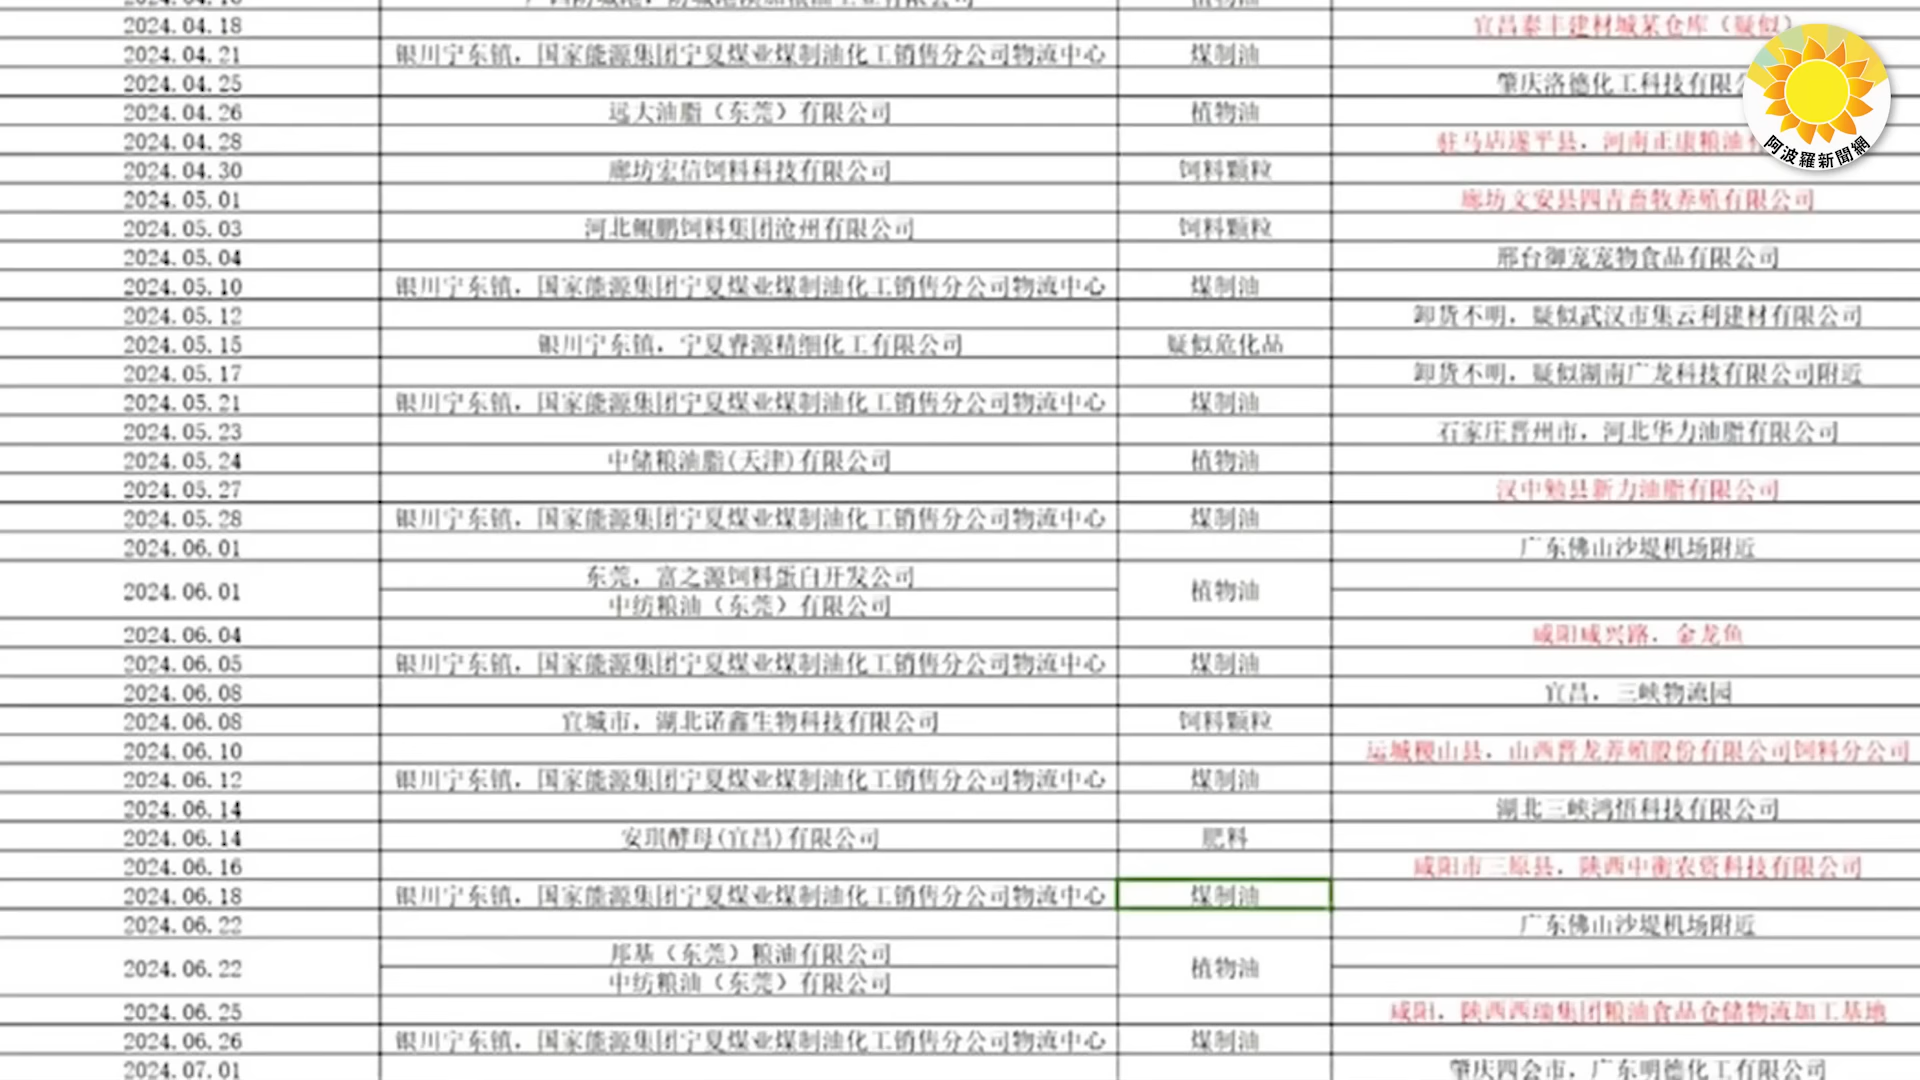 2024.04.18 宜昌泰丰建材城某仓库（疑似）
2024.04.21 银川宁东镇，国家能源集团宁夏煤业煤制油化工销售分公司物流中心 煤制油
2024.04.25 肇庆洛德化工科技有限公
2024.04.26 远大油脂（东莞）有限公司 植物油
2024.04.28 驻马店遂平县，河南正康粮油
2024.04.30 廊坊宏信饲料科技有限公司 饲料颗粒
2024.05.01 廊坊文安县四青畜牧养殖有限公司
2024.05.03 河北鲲鹏饲料集团沧州有限公司 饲料颗粒
2024.05.04 邢台御宠宠物食品有限公司
2024.05.10 银川宁东镇，国家能源集团宁夏煤业煤制油化工销售分公司物流中心 煤制油
2024.05.12 卸货不明，疑似武汉市集云利建材有限公司
2024.05.15 银川宁东镇，宁夏睿源精细化工有限公司 疑似危化品
2024.05.17 卸货不明，疑似湖南广龙科技有限公司附近
2024.05.21 银川宁东镇，国家能源集团宁夏煤业煤制油化工销售分公司物流中心 煤制油
2024.05.23 石家庄晋州市，河北华力油脂有限公司
2024.05.24 中储粮油脂(天津)有限公司 植物油
2024.05.27 汉中勉县新力油脂有限公司
2024.05.28 银川宁东镇，国家能源集团宁夏煤业煤制油化工销售分公司物流中心 煤制油
2024.06.01 广东佛山沙堤机场附近
2024.06.01 东莞，富之源饲料蛋白开发公司 植物油
中纺粮油（东莞）有限公司
2024.06.04 咸阳咸兴路，金龙鱼
2024.06.05 银川宁东镇，国家能源集团宁夏煤业煤制油化工销售分公司物流中心 煤制油
2024.06.08 宜昌，三峡物流园
2024.06.08 宜城市，湖北诺鑫生物科技有限公司 饲料颗粒
2024.06.10 运城稷山县，山西晋龙养殖股份有限公司饲料分公司
2024.06.12 银川宁东镇，国家能源集团宁夏煤业煤制油化工销售分公司物流中心 煤制油
2024.06.14 湖北三峡鸿悟科技有限公司
2024.06.14 安琪酵母(宜昌)有限公司 肥料
2024.06.16 咸阳市三原县，陕西中衡农资科技有限公司
2024.06.18 银川宁东镇，国家能源集团宁夏煤业煤制油化工销售分公司物流中心 煤制油
2024.06.22 广东佛山沙堤机场附近
2024.06.22 邦基（东莞）粮油有限公司 植物油
中纺粮油（东莞）有限公司
2024.06.25 咸阳，陕西西瑞集团粮油食品仓储物流加工基地
2024.06.26 银川宁东镇，国家能源集团宁夏煤业煤制油化工销售分公司物流中心 煤制油
2024.07.01 肇庆四会市，广东明德化工有限公司
阿波羅新聞網